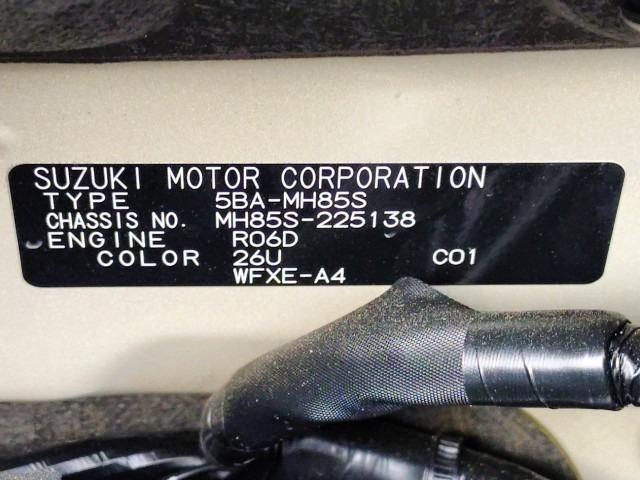 SUZUKI MOTOR CORPORATION
TYPE 5BA-MH85S
CHASSIS NO. MH85S-225138
ENGINE R06D
COLOR 26U C01
WFXE-A4